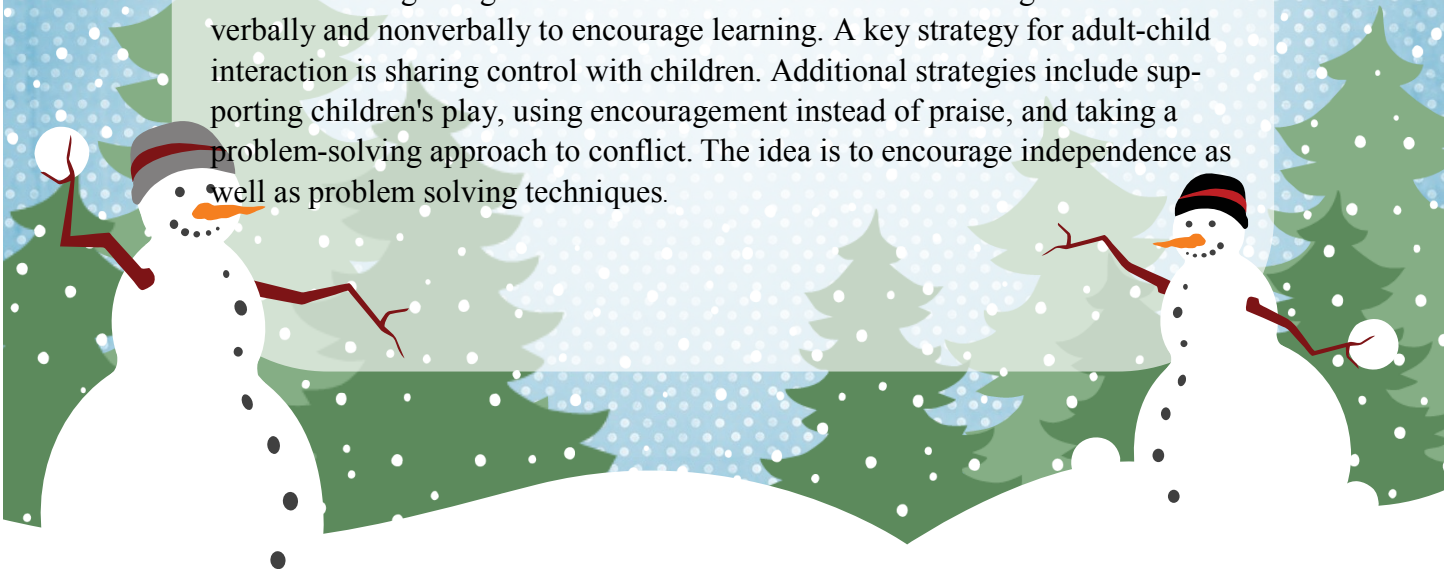 verbally and nonverbally to encourage learning. A key strategy for adult-child
interaction is sharing control with children. Additional strategies include sup-
porting children's play, using encouragement instead of praise, and taking a
problem-solving approach to conflict. The idea is to encourage independence as
well as problem solving techniques.